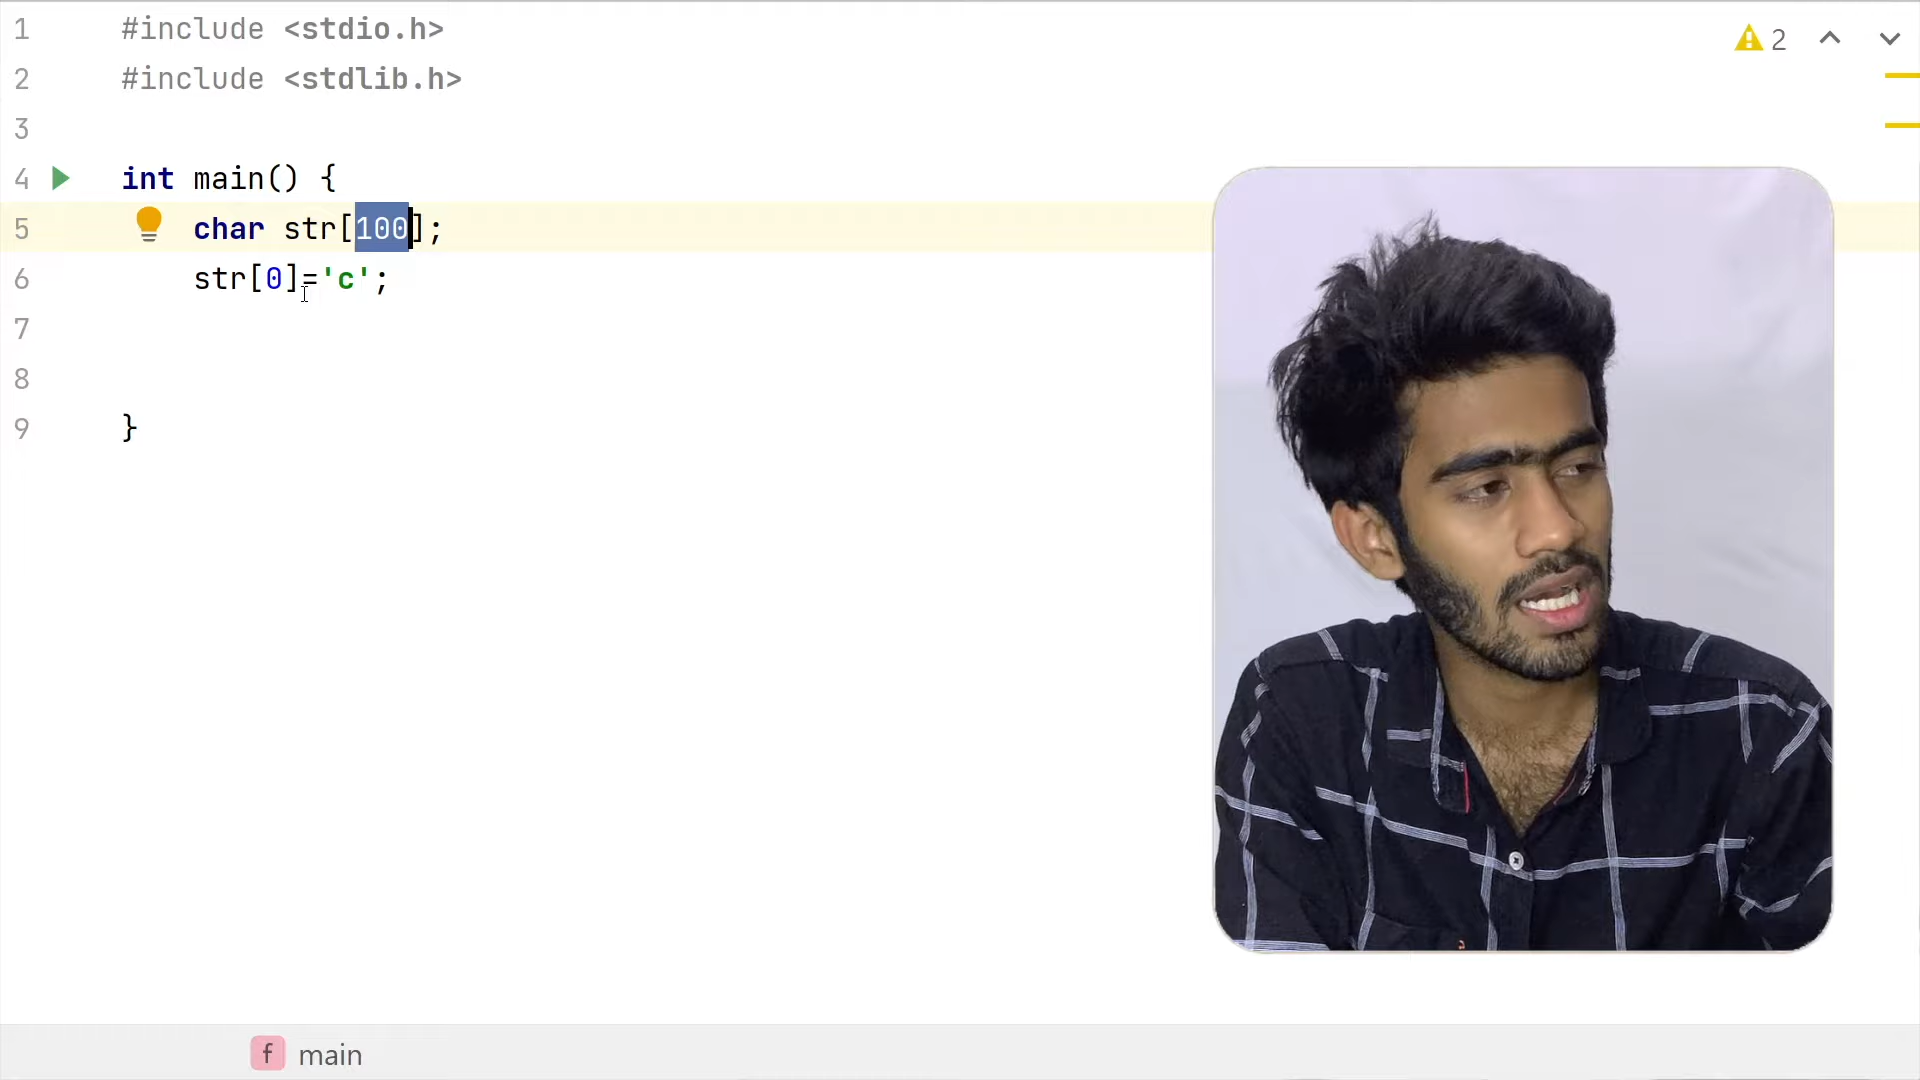 1 #include <stdio.h>
2 #include <stdlib.h>
3
4 int main() {
5 char str[100];
6 str[0]='c';
7
8
9 }
2
f main